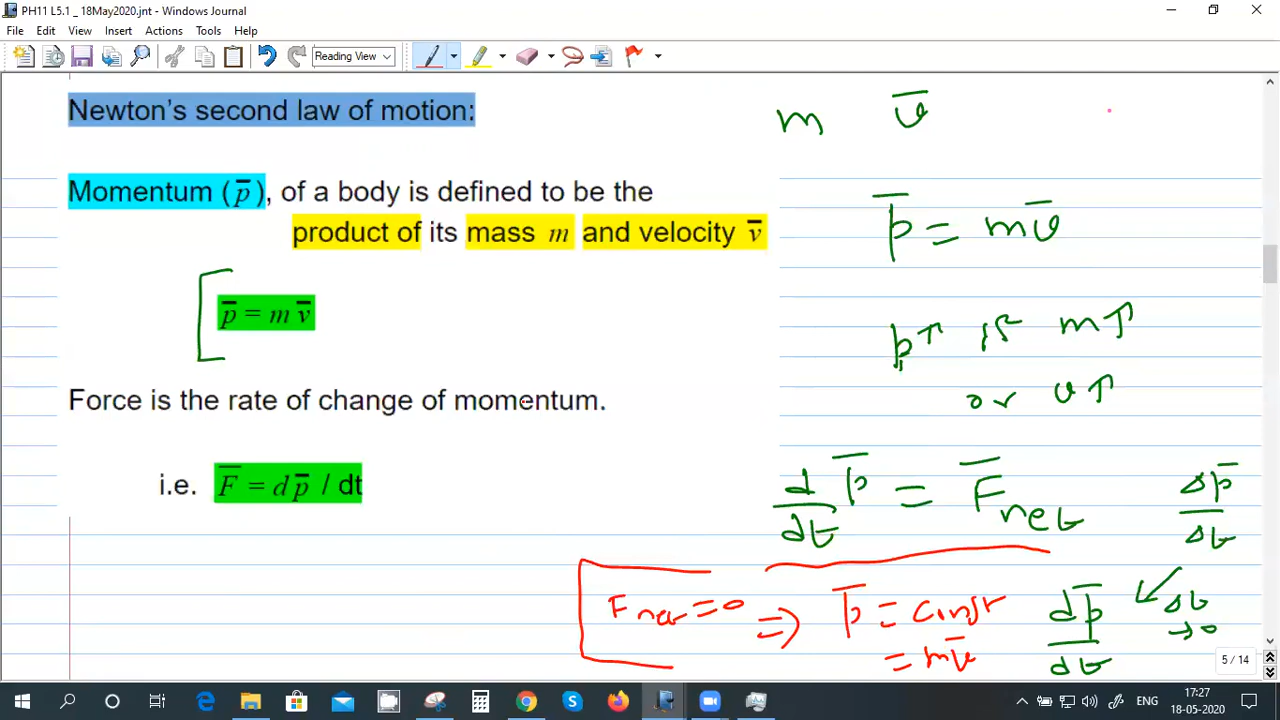 PH11 L5.1 _ 18May2020.jnt - Windows Journal
File Edit View Insert Actions Tools Help
Reading View
Newton's second law of motion:
m v̅
Momentum ( p̅ ), of a body is defined to be the
product of its mass m and velocity v̅
p̅ = m v̅
p̅ = m v̅
p↑ if m↑
or v↑
Force is the rate of change of momentum.
i.e. F̅ = d p̅ / dt
d/dt p̅ = F̅net Δp̅/Δt
Fnet = 0 ⇒ p̅ = const dp̅/dt Δt → 0
= m v̅
5 / 14
ENG
17:27
18-05-2020